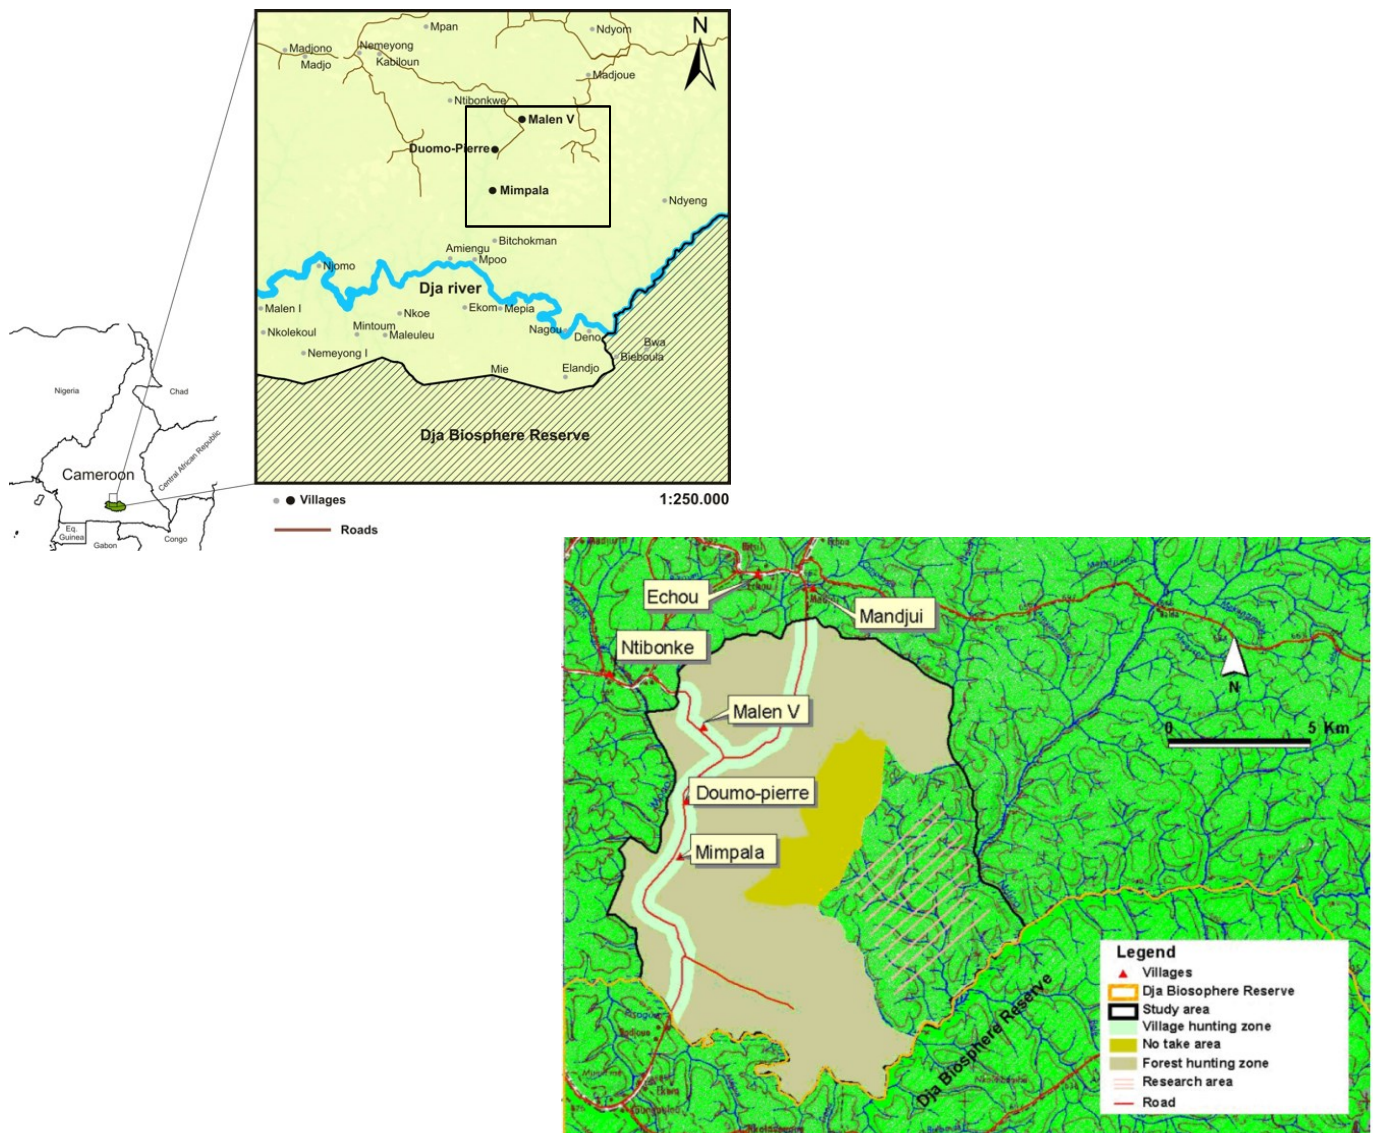 N
Mpan
Ndyom
Madjono
Nemeyong
Madjo
Kabiloun
Madjoue
Ntibonkwe
Malen V
Duomo-Pierre
Mimpala
Ndyeng
Bitchokman
Amiengu
Mpoo
Njomo
Dja river
Malen I
Nkoe
Ekom
Mepia
Nkolekoul
Mintoum
Maleuleu
Nagou
Deno
Bwa
Nemeyong I
Bieboula
Mie
Elandjo
Dja Biosphere Reserve
Nigeria
Chad
Central African Republic
Cameroon
Eq.
Guinea
Gabon
Congo
Villages
1:250.000
Roads
Echou
Mandjui
Ntibonke
N
Malen V
0 5 Km
Doumo-pierre
Mimpala
Dja Biosphere Reserve
Legend
Villages
Dja Biosphere Reserve
Study area
Village hunting zone
No take area
Forest hunting zone
Research area
Road